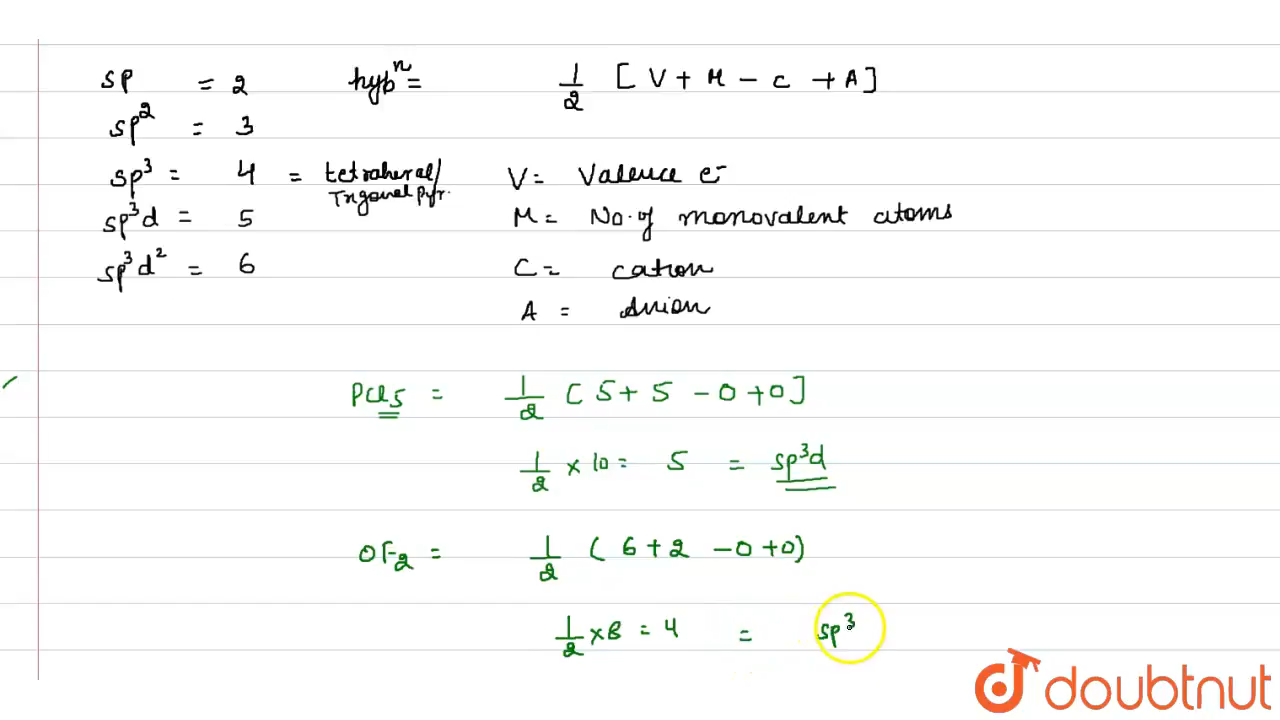 sp = 2 hybⁿ = 1/2 [V + M - C + A]
sp² = 3
sp³ = 4 = tetraheral/
Trigonal Pyr.
V = Valence e⁻
sp³d = 5 M = No. of monovalent atoms
sp³d² = 6 C = cation
A = Anion
PCl₅ = 1/2 [5 + 5 - 0 + 0]
1/2 × 10 = 5 = sp³d
OF₂ = 1/2 (6 + 2 - 0 + 0)
1/2 × 8 = 4 = sp³
doubtnut